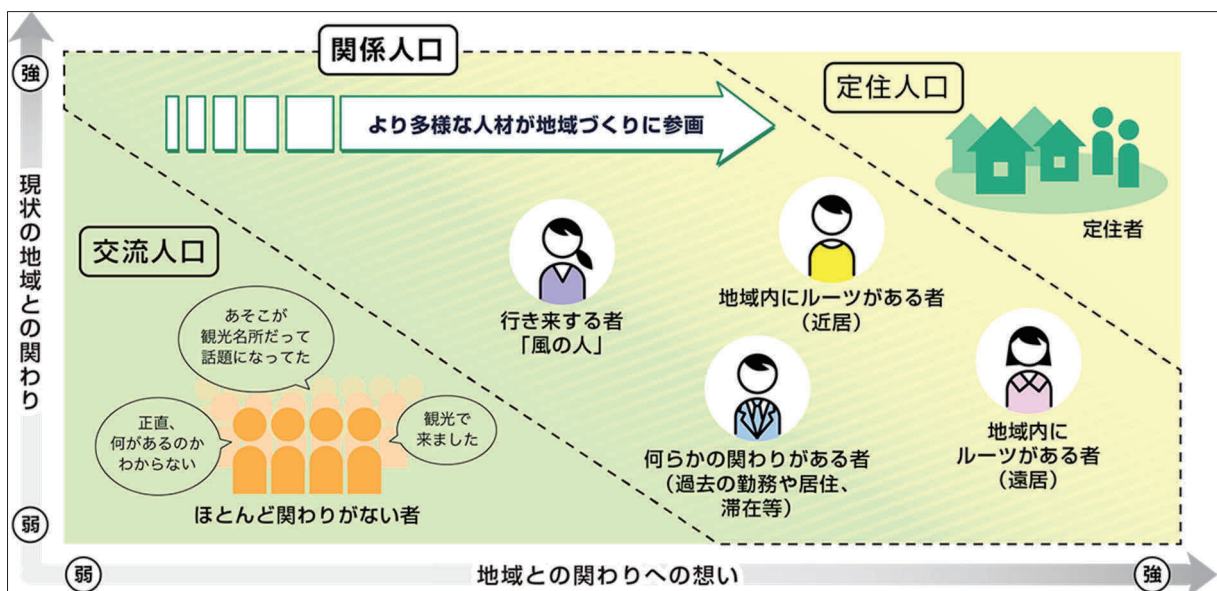 強
関係人口
より多様な人材が地域づくりに参画
定住人口
定住者
現状の地域との関わり
交流人口
あそこが
観光名所だって
話題になってた
正直、
何があるのか
わからない
観光で
来ました
ほとんど関わりがない者
行き来する者
「風の人」
地域内にルーツがある者
（近居）
何らかの関わりがある者
（過去の勤務や居住、
滞在等）
地域内に
ルーツがある者
（遠居）
弱
弱
地域との関わりへの想い
強